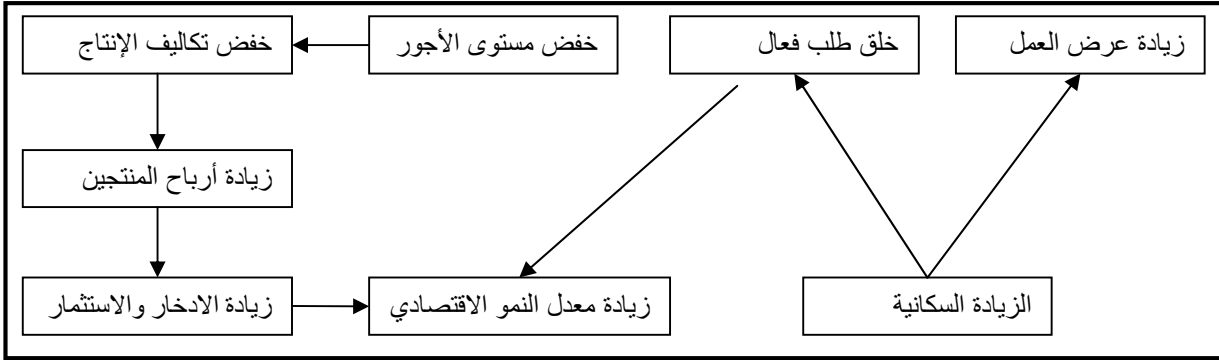 زيادة عرض العمل
خلق طلب فعال
خفض مستوى الأجور
خفض تكاليف الإنتاج
زيادة أرباح المنتجين
الزيادة السكانية
زيادة معدل النمو الاقتصادي
زيادة الادخار والاستثمار